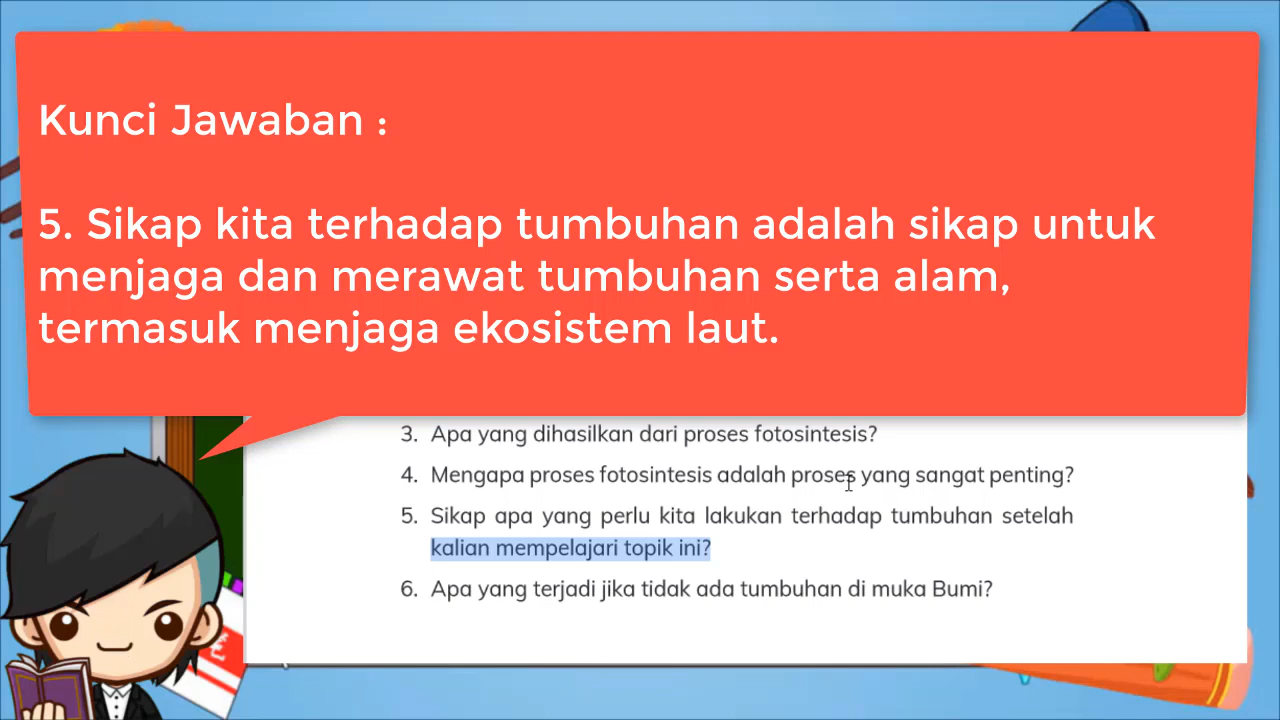 Kunci Jawaban :
5. Sikap kita terhadap tumbuhan adalah sikap untuk
menjaga dan merawat tumbuhan serta alam,
termasuk menjaga ekosistem laut.
3. Apa yang dihasilkan dari proses fotosintesis?
4. Mengapa proses fotosintesis adalah proses yang sangat penting?
5. Sikap apa yang perlu kita lakukan terhadap tumbuhan setelah
kalian mempelajari topik ini?
6. Apa yang terjadi jika tidak ada tumbuhan di muka Bumi?